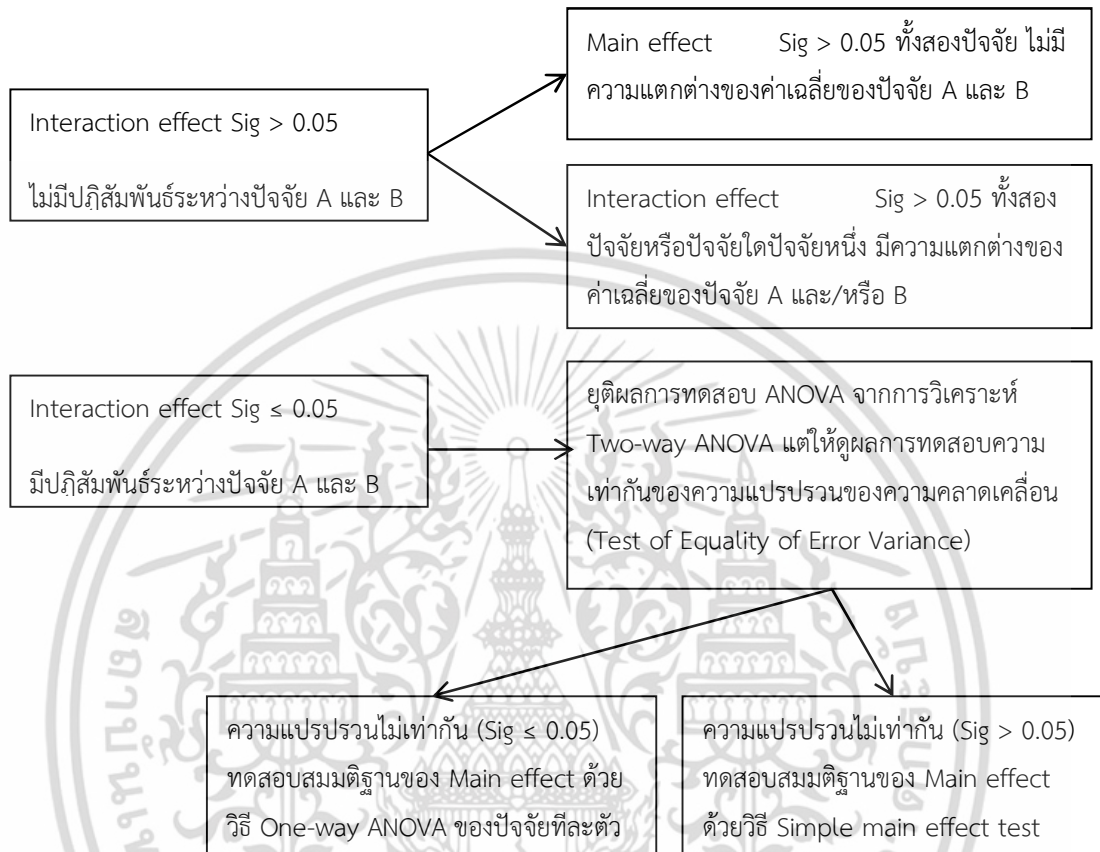 Main effect Sig > 0.05 ทั้งสองปัจจัย ไม่มี
ความแตกต่างของค่าเฉลี่ยของปัจจัย A และ B
Interaction effect Sig > 0.05
ไม่มีปฏิสัมพันธ์ระหว่างปัจจัย A และ B
Interaction effect Sig > 0.05 ทั้งสอง
ปัจจัยหรือปัจจัยใดปัจจัยหนึ่ง มีความแตกต่างของ
ค่าเฉลี่ยของปัจจัย A และ/หรือ B
Interaction effect Sig ≤ 0.05
มีปฏิสัมพันธ์ระหว่างปัจจัย A และ B
ยุติผลการทดสอบ ANOVA จากการวิเคราะห์
Two-way ANOVA แต่ให้ดูผลการทดสอบความ
เท่ากันของความแปรปรวนของความคลาดเคลื่อน
(Test of Equality of Error Variance)
ความแปรปรวนไม่เท่ากัน (Sig ≤ 0.05)
ทดสอบสมมติฐานของ Main effect ด้วย
วิธี One-way ANOVA ของปัจจัยทีละตัว
ความแปรปรวนไม่เท่ากัน (Sig > 0.05)
ทดสอบสมมติฐานของ Main effect
ด้วยวิธี Simple main effect test